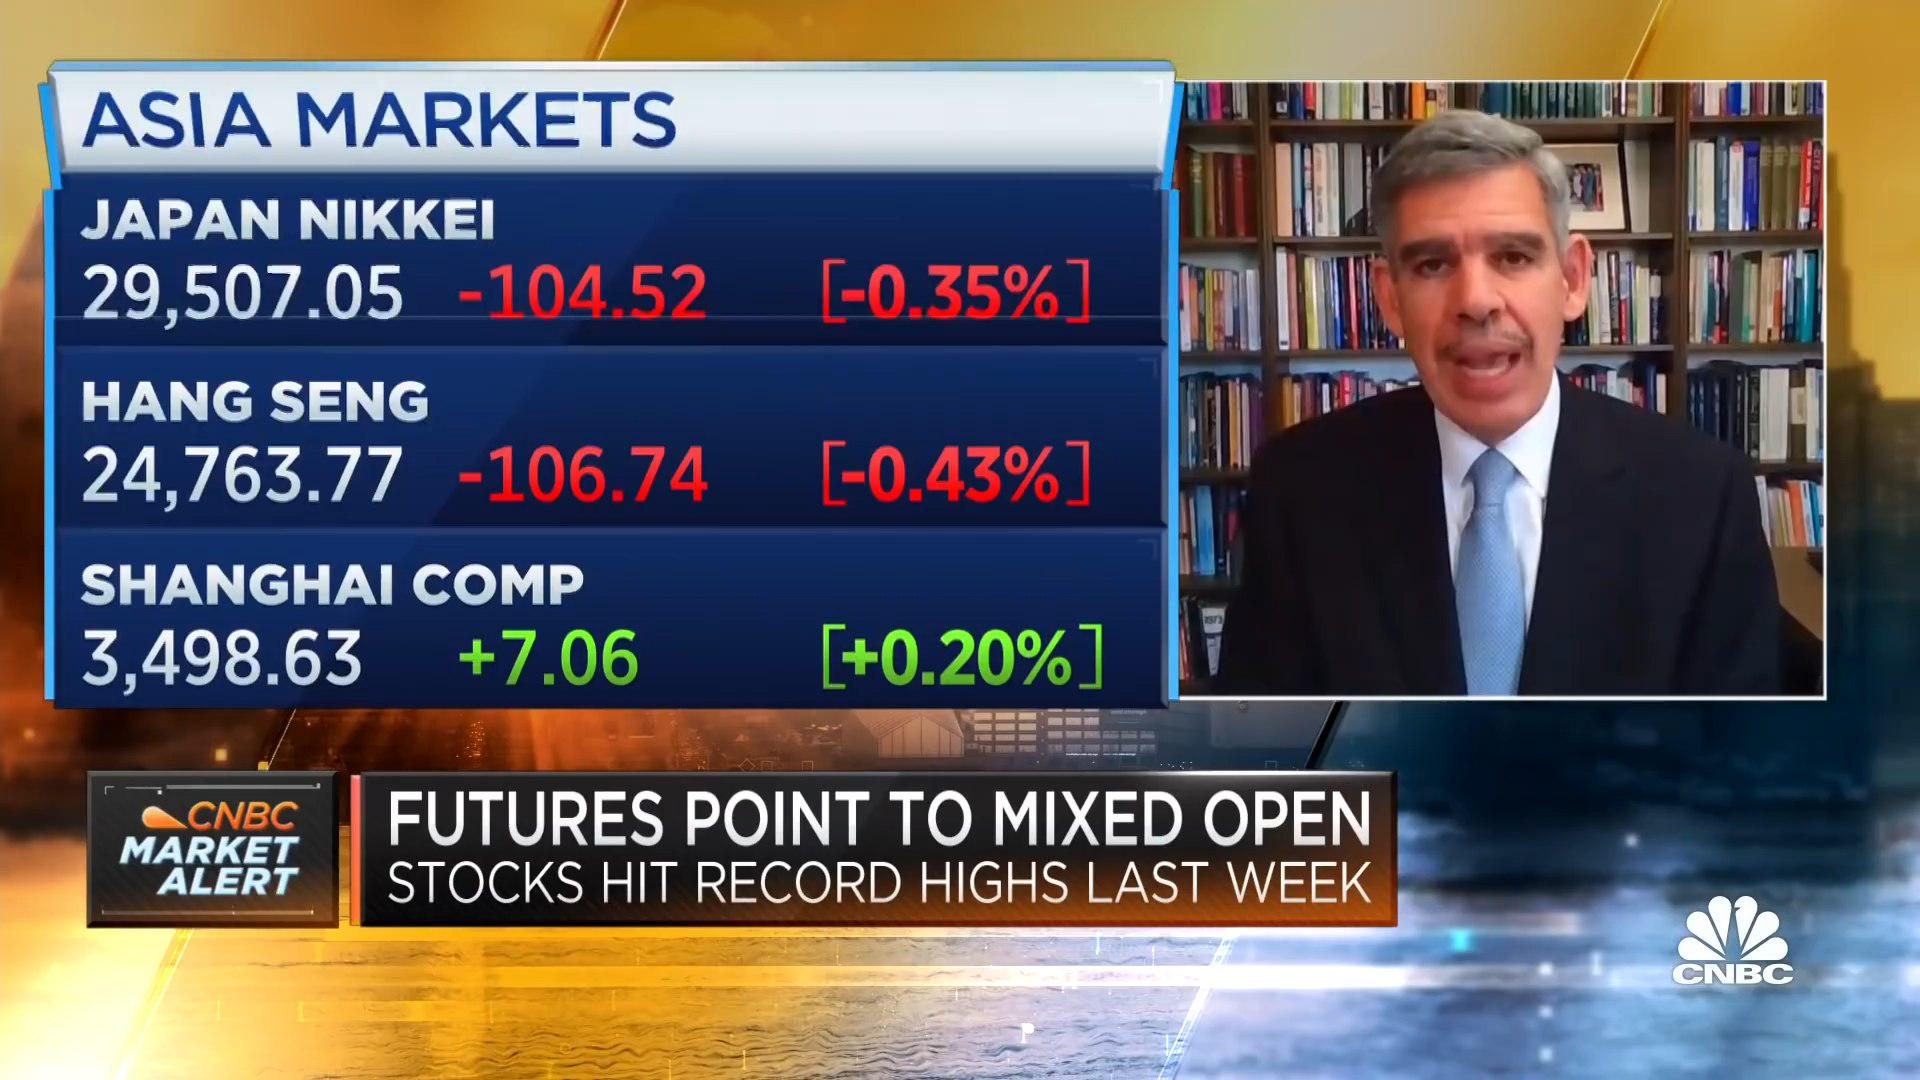 ASIA MARKETS
JAPAN NIKKEI
29,507.05 -104.52 [-0.35%]
HANG SENG
24,763.77 -106.74 [-0.43%]
SHANGHAI COMP
3,498.63 +7.06 [+0.20%]
CNBC
MARKET
ALERT
FUTURES POINT TO MIXED OPEN
STOCKS HIT RECORD HIGHS LAST WEEK
CNBC